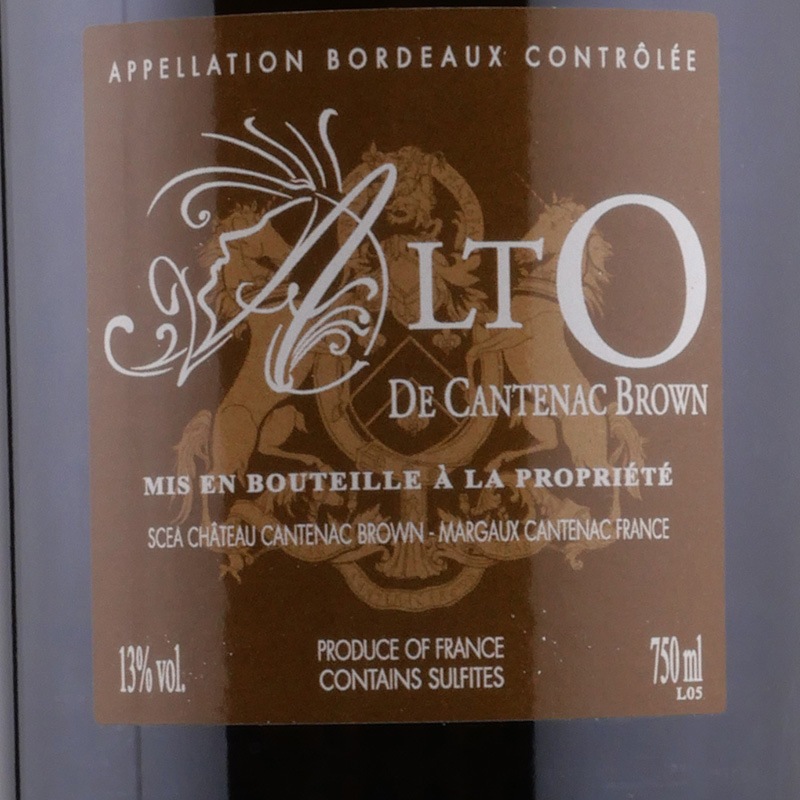 APPELLATION BORDEAUX CONTRÔLÉE
ALTO
DE CANTENAC BROWN
MIS EN BOUTEILLE À LA PROPRIÉTÉ
SCEA CHÂTEAU CANTENAC BROWN - MARGAUX CANTENAC FRANCE
13% vol.
PRODUCE OF FRANCE
CONTAINS SULFITES
750 ml
L05